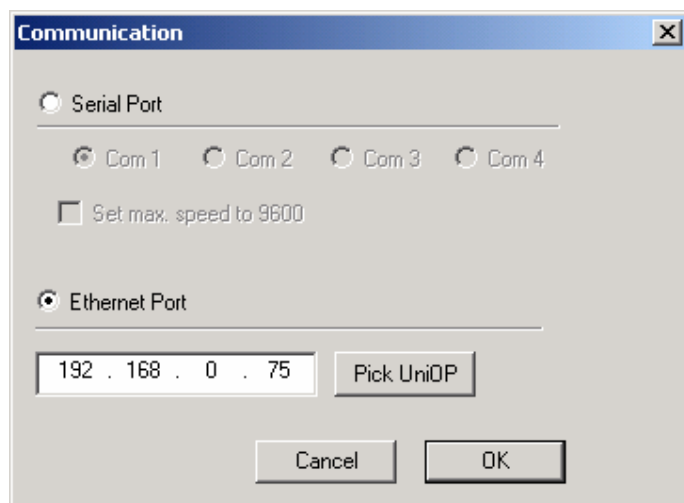 Communication
Serial Port
Com 1 Com 2 Com 3 Com 4
Set max. speed to 9600
Ethernet Port
192 . 168 . 0 . 75 Pick UniOP
Cancel OK